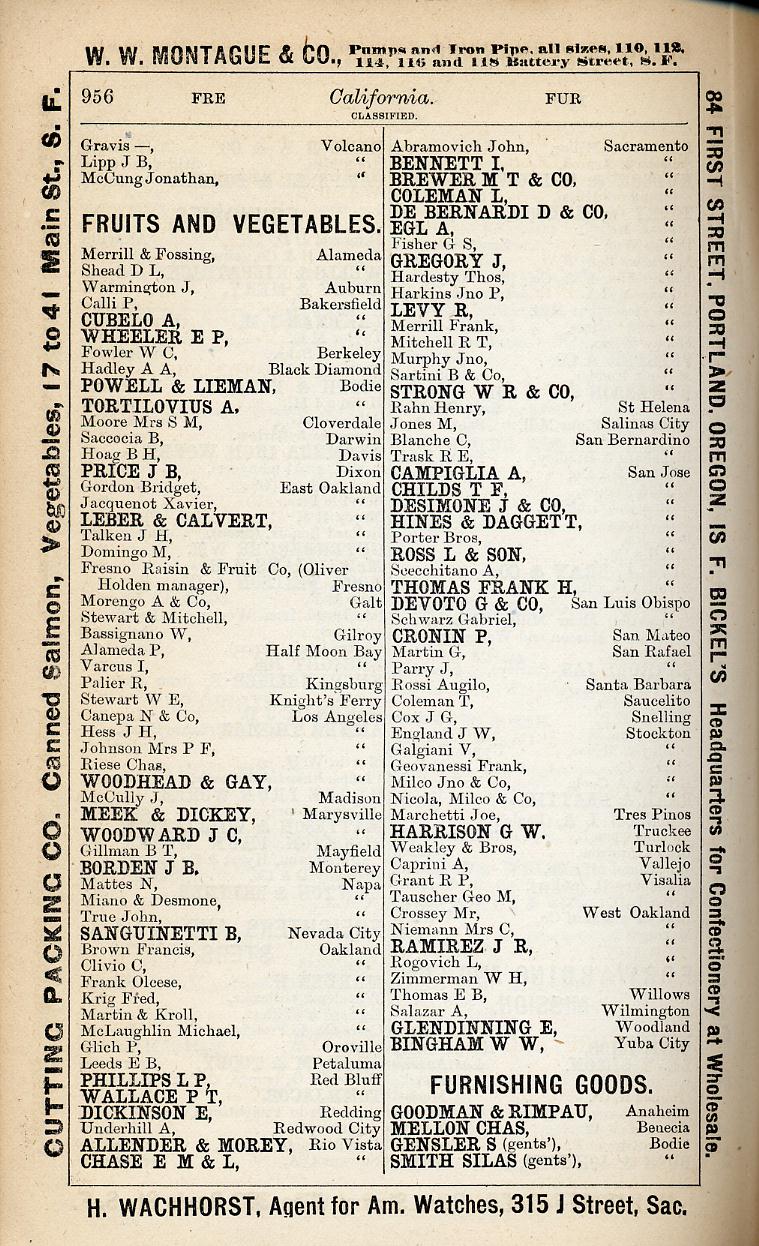 W. W. MONTAGUE & CO., Pumps and Iron Pipe, all sizes, 110, 112, 114, 116 and 118 Battery Street, S. F.
956 FRE California. FUR
CLASSIFIED.
Gravis —, Volcano
Lipp J B, “
McCung Jonathan, “
FRUITS AND VEGETABLES.
Merrill & Fossing, Alameda
Shead D L, “
Warmington J, Auburn
Calli P, Bakersfield
CUBELO A, “
WHEELER E P, “
Fowler W C, Berkeley
Hadley A A, Black Diamond
POWELL & LIEMAN, Bodie
TORTILOVIUS A. “
Moore Mrs S M, Cloverdale
Saccocia B, Darwin
Hoag B H, Davis
PRICE J B, Dixon
Gordon Bridget, East Oakland
Jacquenot Xavier, “
LEBER & CALVERT, “
Talken J H, “
Domingo M, “
Fresno Raisin & Fruit Co, (Oliver
Holden manager), Fresno
Morengo A & Co, Galt
Stewart & Mitchell, “
Bassignano W, Gilroy
Alameda P, Half Moon Bay
Varcus I, “
Palier R, Kingsburg
Stewart W E, Knight's Ferry
Canepa N & Co, Los Angeles
Hess J H, “
Johnson Mrs P F, “
Riese Chas, “
WOODHEAD & GAY, “
McCully J, Madison
MEEK & DICKEY, Marysville
WOODWARD J C, “
Gillman B T, Mayfield
BORDEN J B, Monterey
Mattes N, Napa
Miano & Desmone, “
True John, “
SANGUINETTI B, Nevada City
Brown Francis, Oakland
Clivio C, “
Frank Olcese, “
Krig Fred, “
Martin & Kroll, “
McLaughlin Michael, “
Glich P, Oroville
Leeds E B, Petaluma
PHILLIPS L P, Red Bluff
WALLACE P T, “
DICKINSON E, Redding
Underhill A, Redwood City
ALLENDER & MOREY, Rio Vista
CHASE E M & L, “
Abramovich John, Sacramento
BENNETT I, “
BREWER M T & CO, “
COLEMAN L, “
DE BERNARDI D & CO, “
EGL A, “
Fisher G S, “
GREGORY J, “
Hardesty Thos, “
Harkins Jno P, “
LEVY R, “
Merrill Frank, “
Mitchell R T, “
Murphy Jno, “
Sartini B & Co, “
STRONG W R & CO, “
Rahn Henry, St Helena
Jones M, Salinas City
Blanche C, San Bernardino
Trask R E, “
CAMPIGLIA A, San Jose
CHILDS T F, “
DESIMONE J & CO, “
HINES & DAGGETT, “
Porter Bros, “
ROSS L & SON, “
Scecchitano A, “
THOMAS FRANK H, “
DEVOTO G & CO, San Luis Obispo
Schwarz Gabriel, “
CRONIN P, San Mateo
Martin G, San Rafael
Parry J, “
Rossi Augilo, Santa Barbara
Coleman T, Saucelito
Cox J G, Snelling
England J W, Stockton
Galgiani V, “
Geovanessi Frank, “
Milco Jno & Co, “
Nicola, Milco & Co, “
Marchetti Joe, Tres Pinos
HARRISON G W. Truckee
Weakley & Bros, Turlock
Caprini A, Vallejo
Grant R P, Visalia
Tauscher Geo M, “
Crossey Mr, West Oakland
Niemann Mrs C, “
RAMIREZ J R, “
Rogovich L, “
Zimmerman W H, “
Thomas E B, Willows
Salazar A, Wilmington
GLENDINNING E, Woodland
BINGHAM W W, Yuba City
FURNISHING GOODS.
GOODMAN & RIMPAU, Anaheim
MELLON CHAS, Benecia
GENSLER S (gents'), Bodie
SMITH SILAS (gents'), “
CUTTING PACKING CO. Canned Salmon, Vegetables, 17 to 41 Main St., S. F.
84 FIRST STREET, PORTLAND, OREGON, IS F. BICKEL'S Headquarters for Confectionery at Wholesale.
H. WACHHORST, Agent for Am. Watches, 315 J Street, Sac.